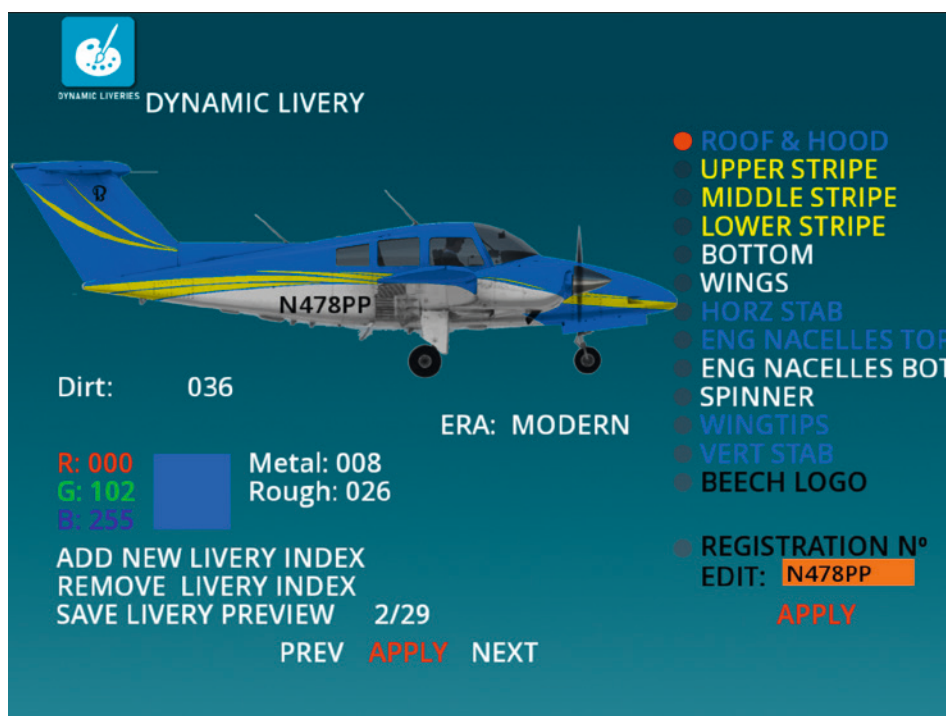 DYNAMIC LIVERIES
DYNAMIC LIVERY
ROOF & HOOD
UPPER STRIPE
MIDDLE STRIPE
LOWER STRIPE
BOTTOM
WINGS
HORZ STAB
ENG NACELLES TOP
ENG NACELLES BOT
SPINNER
WINGTIPS
VERT STAB
BEECH LOGO
B
N478PP
Dirt: 036
ERA: MODERN
R: 000
G: 102
B: 255
Metal: 008
Rough: 026
ADD NEW LIVERY INDEX
REMOVE LIVERY INDEX
SAVE LIVERY PREVIEW 2/29
PREV APPLY NEXT
REGISTRATION Nº
EDIT: N478PP
APPLY